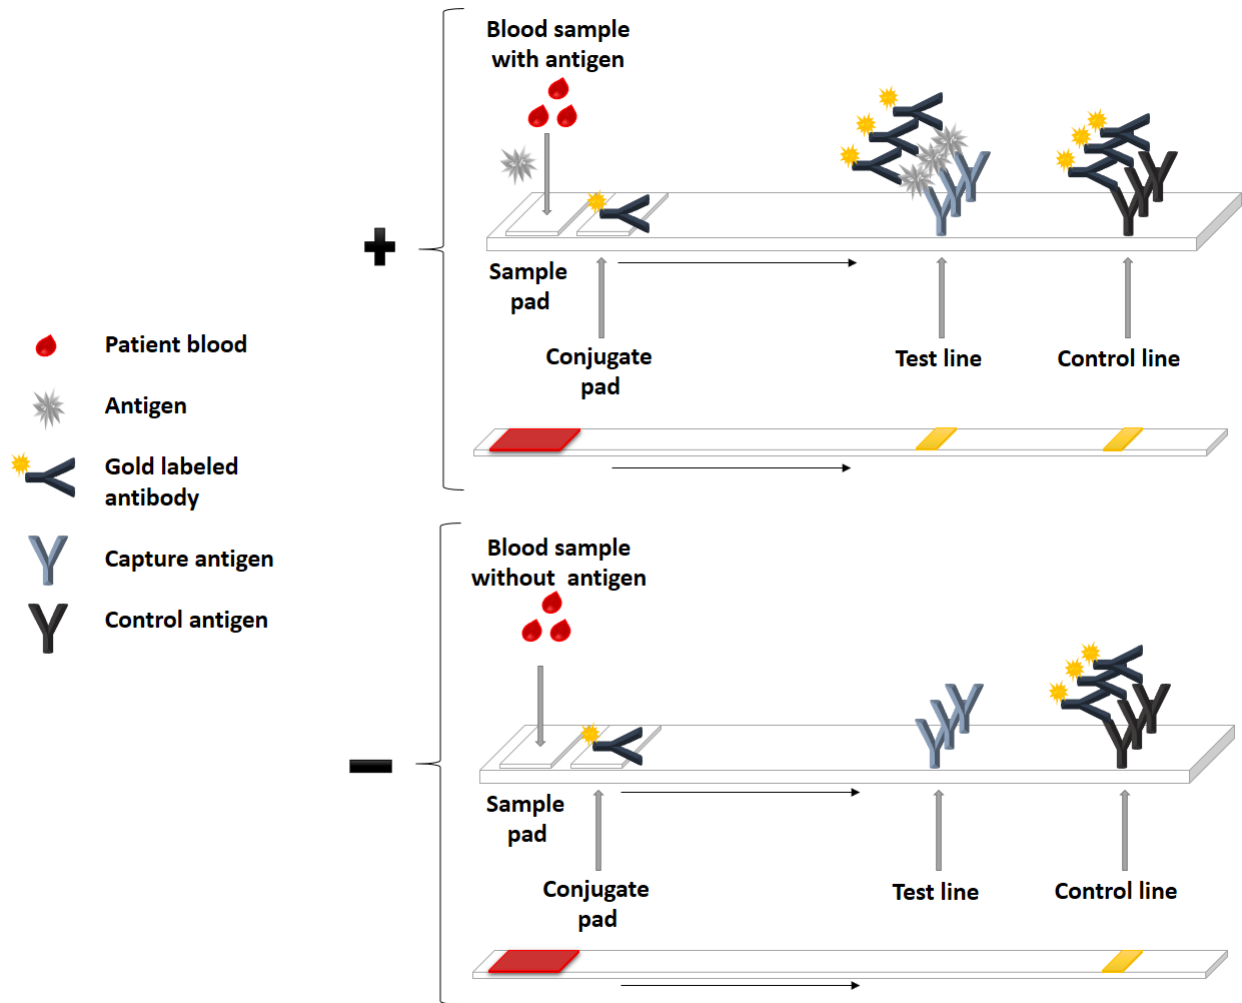 Blood sample
with antigen
Sample
pad
Conjugate
pad
Test line
Control line
Patient blood
Antigen
Gold labeled
antibody
Capture antigen
Control antigen
Blood sample
without antigen
Sample
pad
Conjugate
pad
Test line
Control line